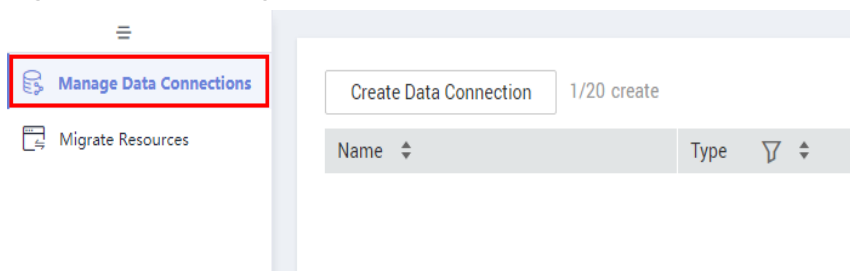 Manage Data Connections
Migrate Resources
Create Data Connection 1/20 create
Name Type